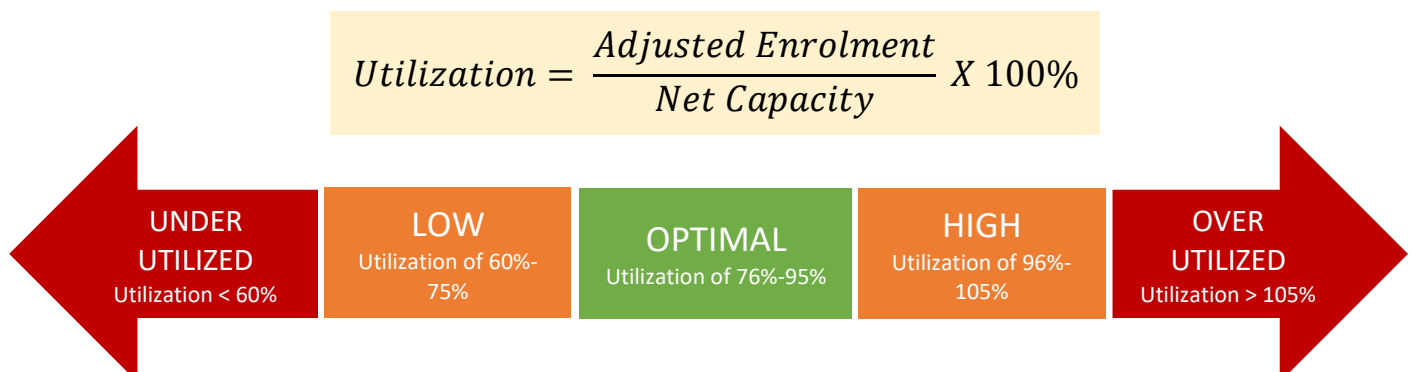 Utilization = Adjusted Enrolment / Net Capacity X 100%
UNDER
UTILIZED
Utilization < 60%
LOW
Utilization of 60%-
75%
OPTIMAL
Utilization of 76%-95%
HIGH
Utilization of 96%-
105%
OVER
UTILIZED
Utilization > 105%